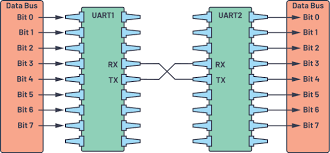 Data Bus
Bit 0
Bit 1
Bit 2
Bit 3
Bit 4
Bit 5
Bit 6
Bit 7
UART1
RX
TX
UART2
RX
TX
Data Bus
Bit 0
Bit 1
Bit 2
Bit 3
Bit 4
Bit 5
Bit 6
Bit 7